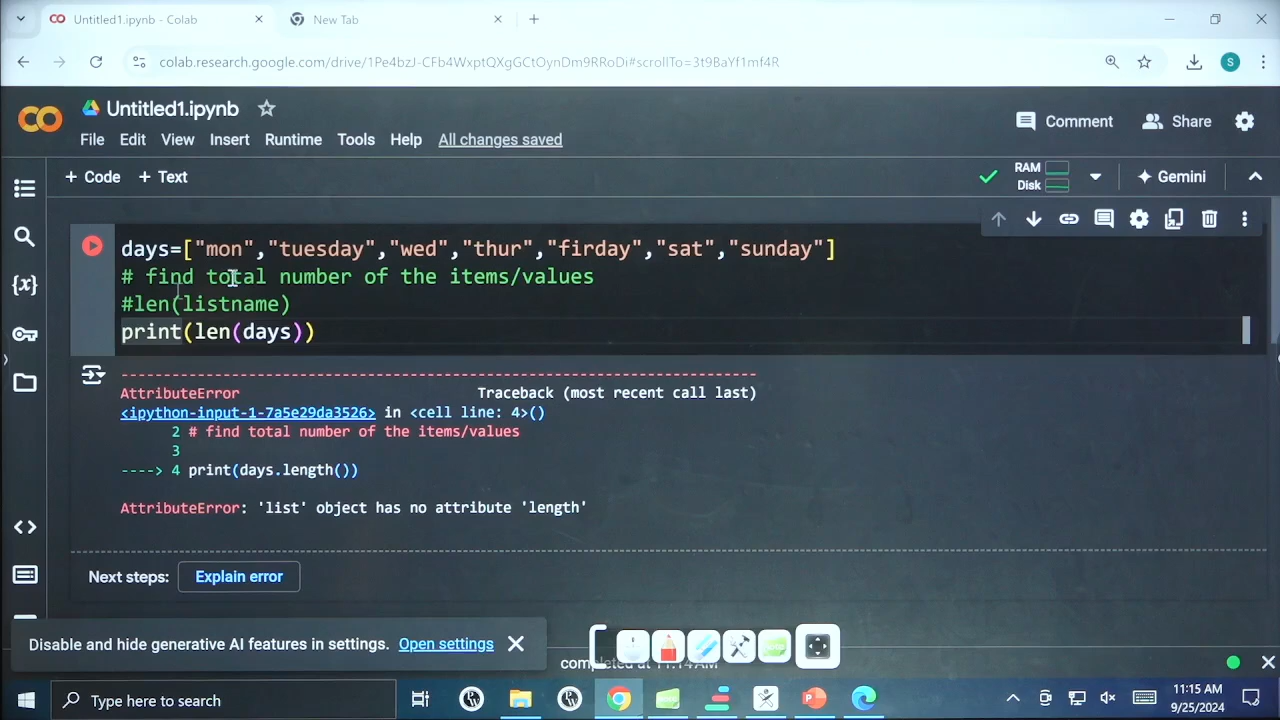 Untitled1.ipynb - Colab
New Tab
colab.research.google.com/drive/1Pe4bzJ-CFb4WxptQXgGCtOynDm9RRoDi#scrollTo=3t9BaYf1mf4R
S
Untitled1.ipynb
Comment
Share
File Edit View Insert Runtime Tools Help All changes saved
+ Code + Text
RAM
Disk
Gemini
days=["mon","tuesday","wed","thur","firday","sat","sunday"]
# find total number of the items/values
#len(listname)
print(len(days))
AttributeError Traceback (most recent call last)
<ipython-input-1-7a5e29da3526> in <cell line: 4>()
2 # find total number of the items/values
3
----> 4 print(days.length())
AttributeError: 'list' object has no attribute 'length'
Next steps: Explain error
Disable and hide generative AI features in settings. Open settings
completed at 11:14 AM
Type here to search
11:15 AM
9/25/2024